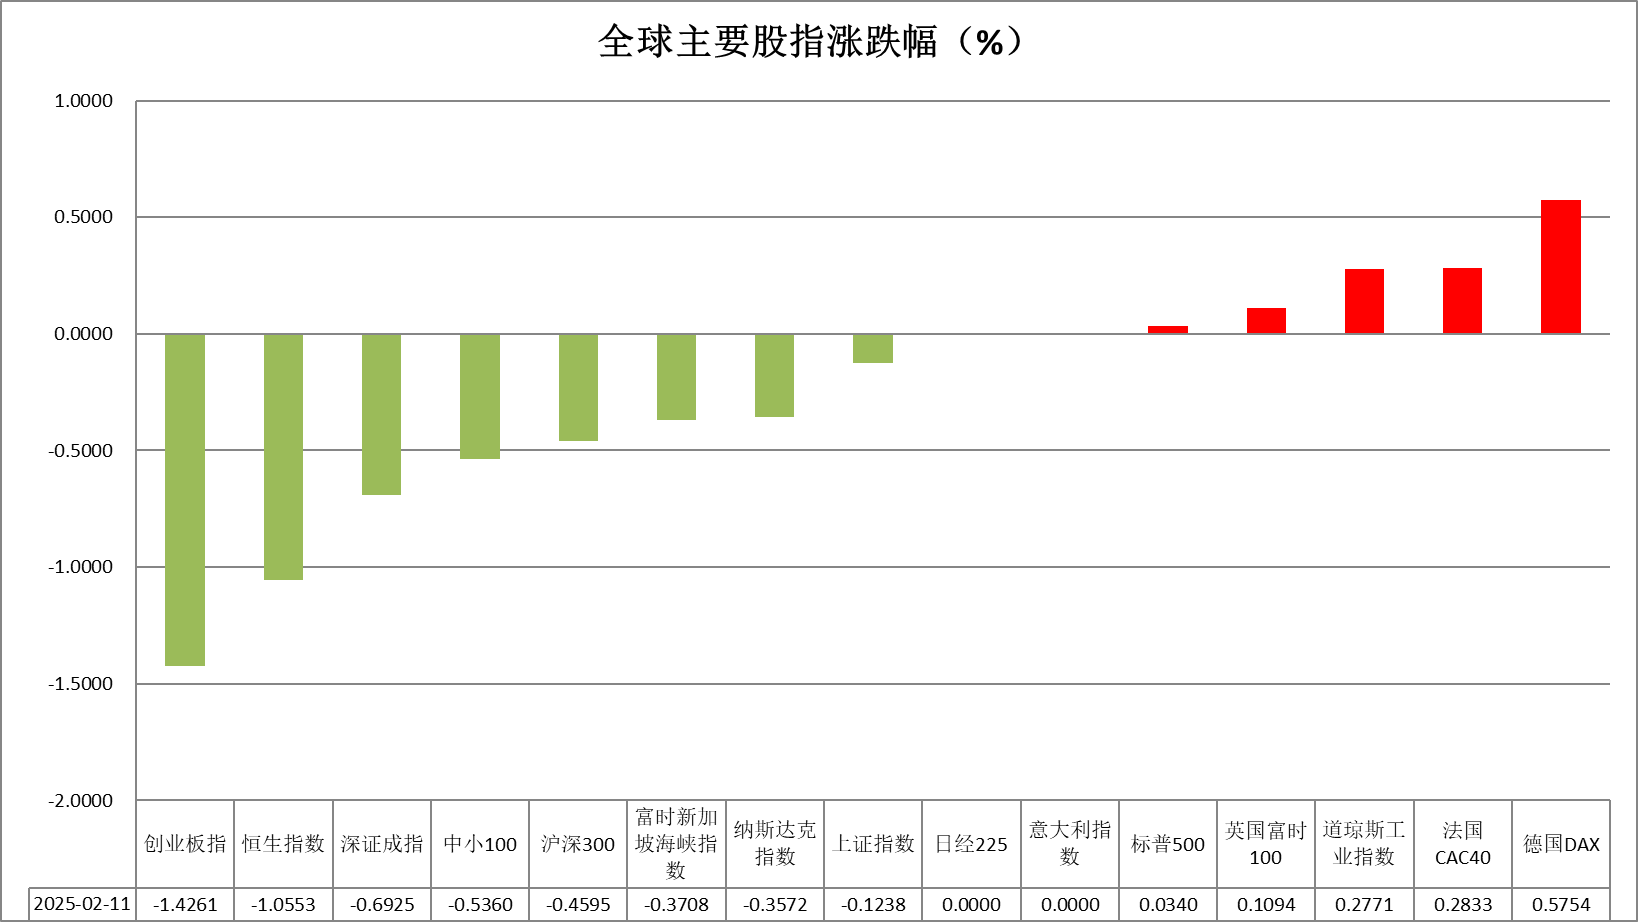 全球主要股指涨跌幅（%）
1.0000
0.5000
0.0000
-0.5000
-1.0000
-1.5000
-2.0000
创业板指
恒生指数
深证成指
中小100
沪深300
富时新加
坡海峡指
数
纳斯达克
指数
上证指数
日经225
意大利指
数
标普500
英国富时
100
道琼斯工
业指数
法国
CAC40
德国DAX
2025-02-11 -1.4261 -1.0553 -0.6925 -0.5360 -0.4595 -0.3708 -0.3572 -0.1238 0.0000 0.0000 0.0340 0.1094 0.2771 0.2833 0.5754